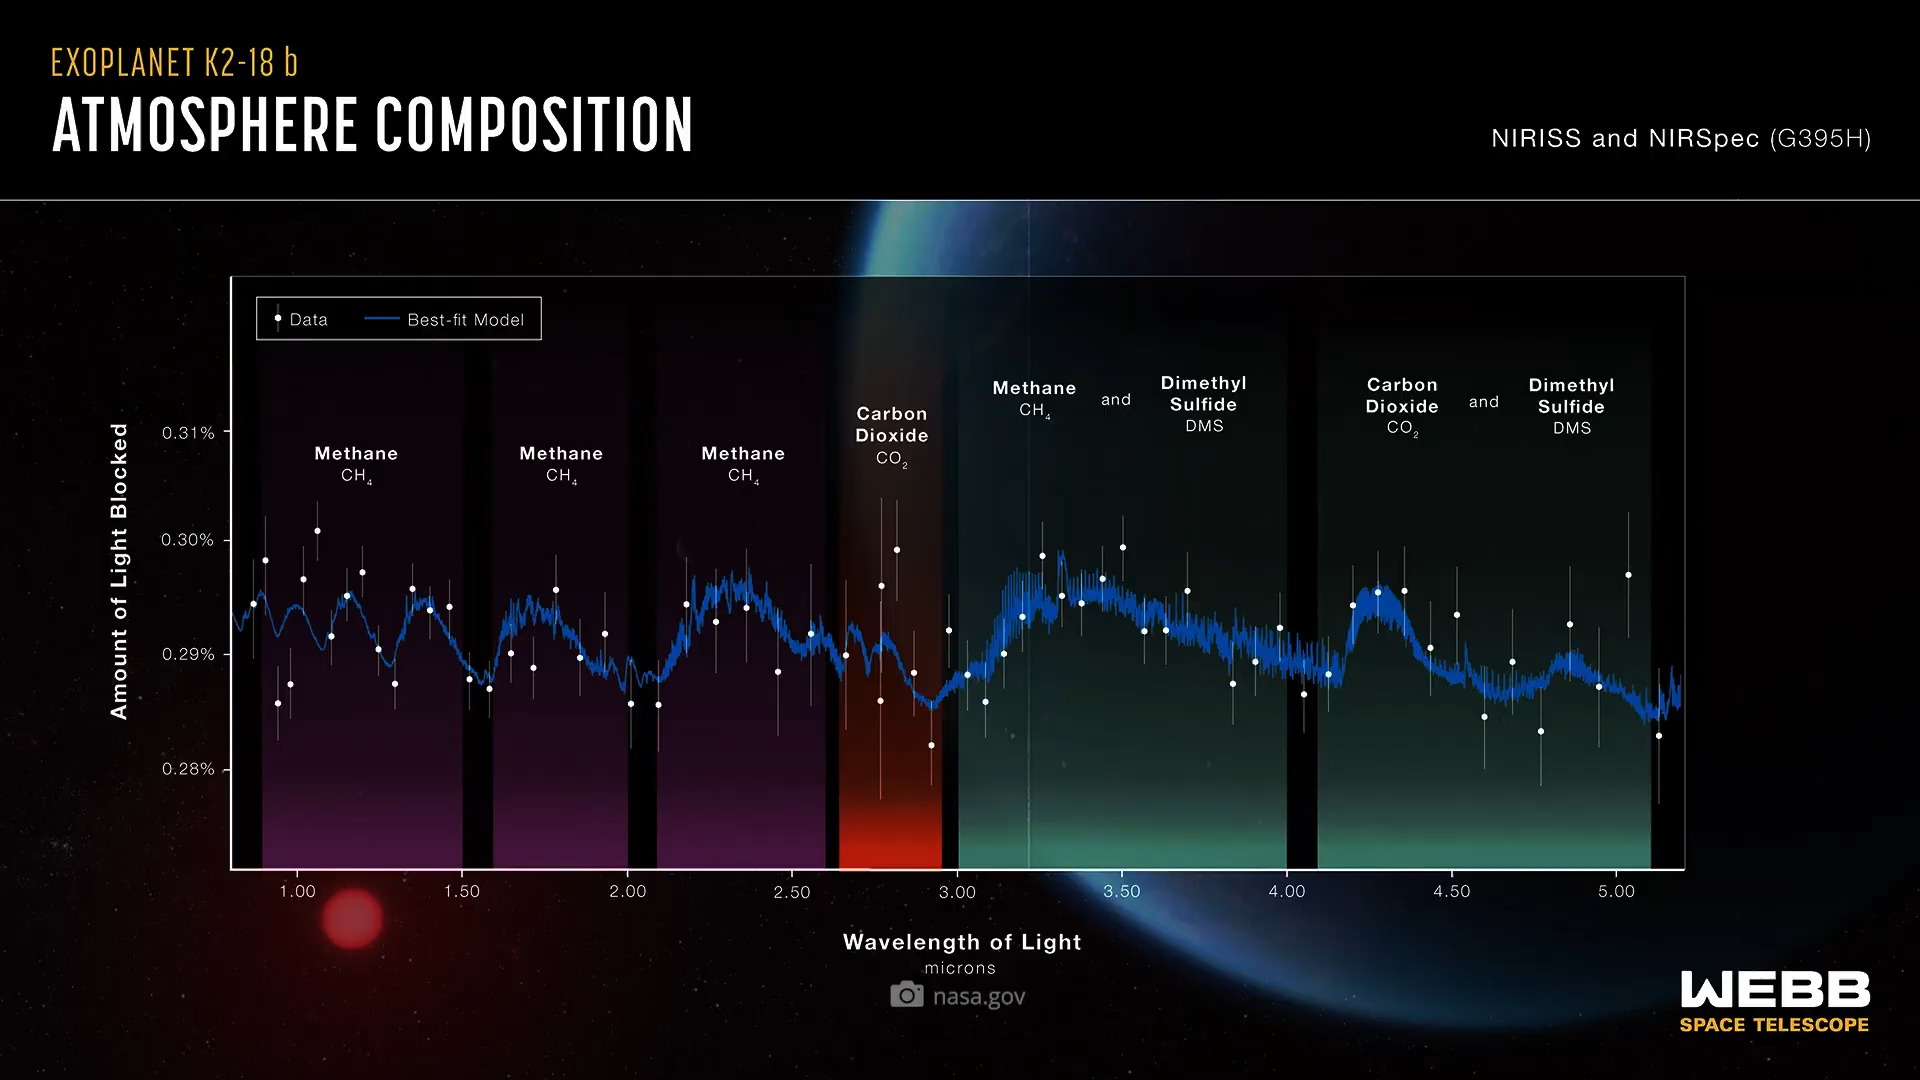 EXOPLANET K2-18 b
ATMOSPHERE COMPOSITION
NIRISS and NIRSpec (G395H)
Data
Best-fit Model
Amount of Light Blocked
0.31%
0.30%
0.29%
0.28%
Methane
CH₄
Methane
CH₄
Methane
CH₄
Carbon
Dioxide
CO₂
Methane
CH₄
and
Dimethyl
Sulfide
DMS
Carbon
Dioxide
CO₂
and
Dimethyl
Sulfide
DMS
1.00 1.50 2.00 2.50 3.00 3.50 4.00 4.50 5.00
Wavelength of Light
microns
nasa.gov
WEBB
SPACE TELESCOPE